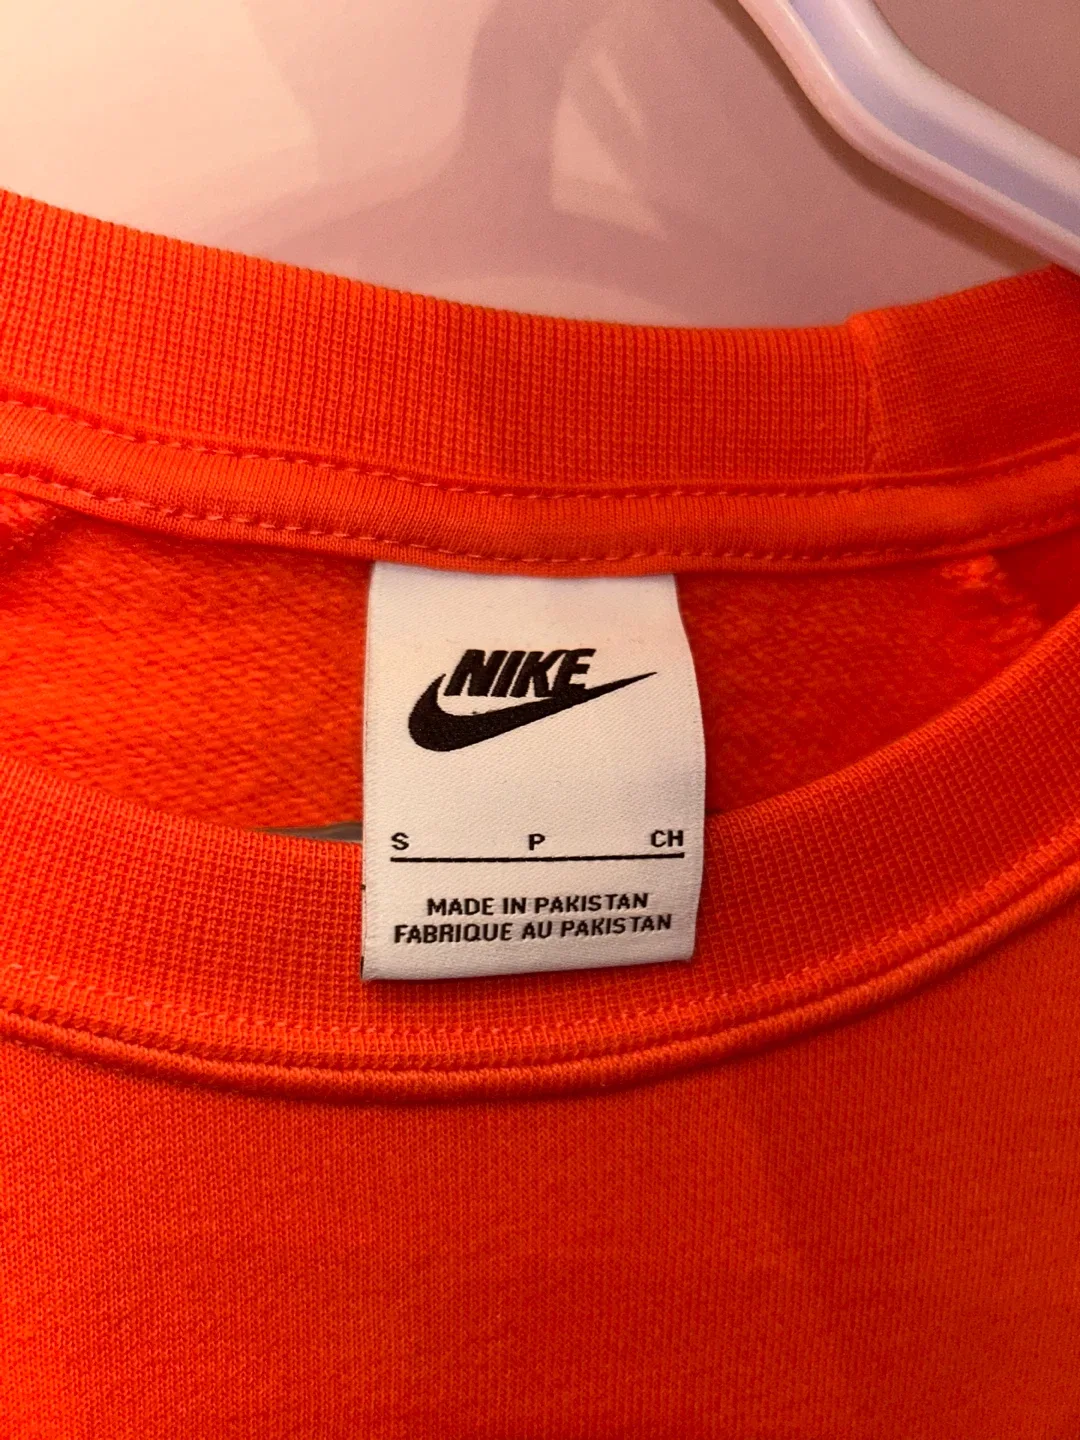 NIKE
S P CH
MADE IN PAKISTAN
FABRIQUE AU PAKISTAN